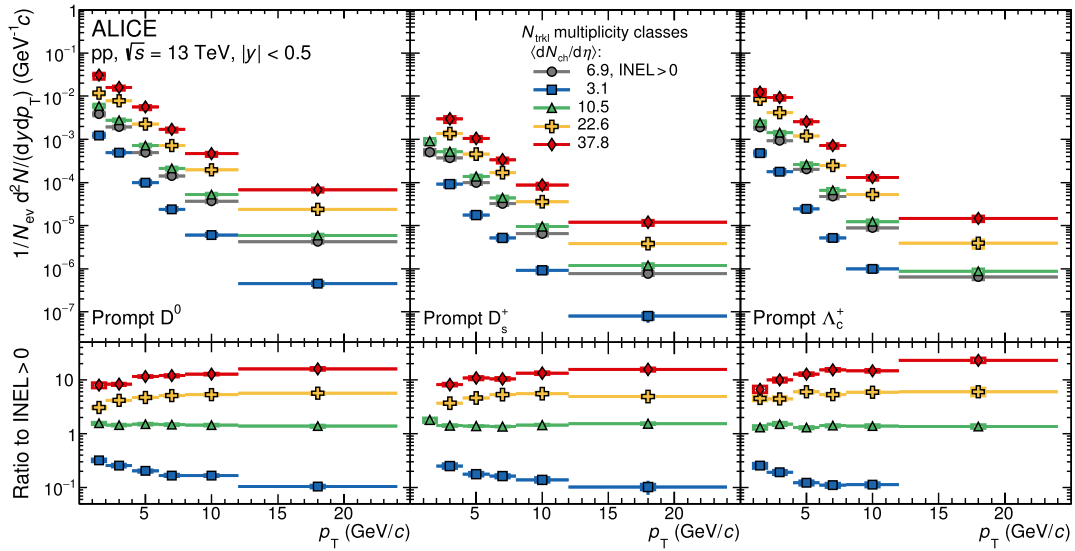 ALICE
pp, √s = 13 TeV, |y| < 0.5
N_trkl multiplicity classes
⟨dN_ch/dη⟩:
6.9, INEL > 0
3.1
10.5
22.6
37.8
1/N_ev d²N/(dydp_T) (GeV⁻¹c)
1
10⁻¹
10⁻²
10⁻³
10⁻⁴
10⁻⁵
10⁻⁶
10⁻⁷
Prompt D⁰
Prompt D_s⁺
Prompt Λ_c⁺
Ratio to INEL > 0
10
1
10⁻¹
5 10 15 20
5 10 15 20
5 10 15 20
p_T (GeV/c)
p_T (GeV/c)
p_T (GeV/c)